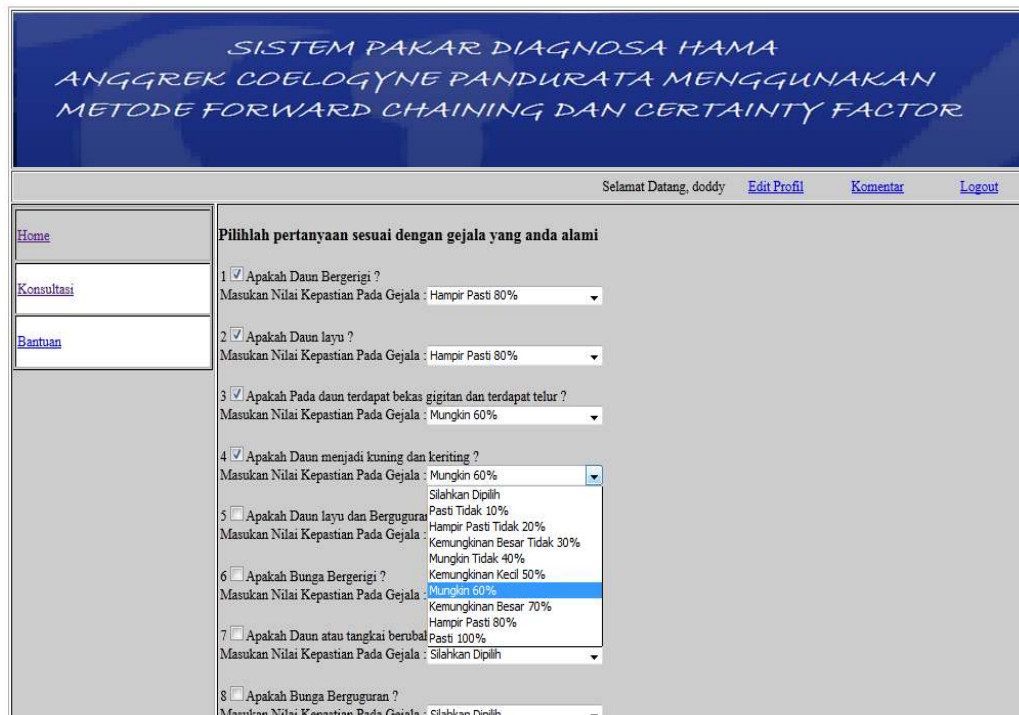 SISTEM PAKAR DIAGNOSA HAMA
ANGGREK COELOGYNE PANDURATA MENGGUNAKAN
METODE FORWARD CHAINING DAN CERTAINTY FACTOR
Selamat Datang, doddy Edit Profil Komentar Logout
Home
Konsultasi
Bantuan
Pilihlah pertanyaan sesuai dengan gejala yang anda alami
1 Apakah Daun Bergerigi ?
Masukan Nilai Kepastian Pada Gejala : Hampir Pasti 80%
2 Apakah Daun layu ?
Masukan Nilai Kepastian Pada Gejala : Hampir Pasti 80%
3 Apakah Pada daun terdapat bekas gigitan dan terdapat telur ?
Masukan Nilai Kepastian Pada Gejala : Mungkin 60%
4 Apakah Daun menjadi kuning dan keriting ?
Masukan Nilai Kepastian Pada Gejala : Mungkin 60%
Silahkan Dipilih
Pasti Tidak 10%
Hampir Pasti Tidak 20%
Kemungkinan Besar Tidak 30%
Mungkin Tidak 40%
Kemungkinan Kecil 50%
Mungkin 60%
Kemungkinan Besar 70%
Hampir Pasti 80%
Pasti 100%
5 Apakah Daun layu dan
Masukan Nilai Kepastian Pada Gejala :
6 Apakah Bunga Bergerigi ?
Masukan Nilai Kepastian Pada Gejala :
7 Apakah Daun atau tangkai
Masukan Nilai Kepastian Pada Gejala : Silahkan Dipilih
8 Apakah Bunga Berguguran ?
Masukan Nilai Kepastian Pada Gejala : Silahkan Dipilih